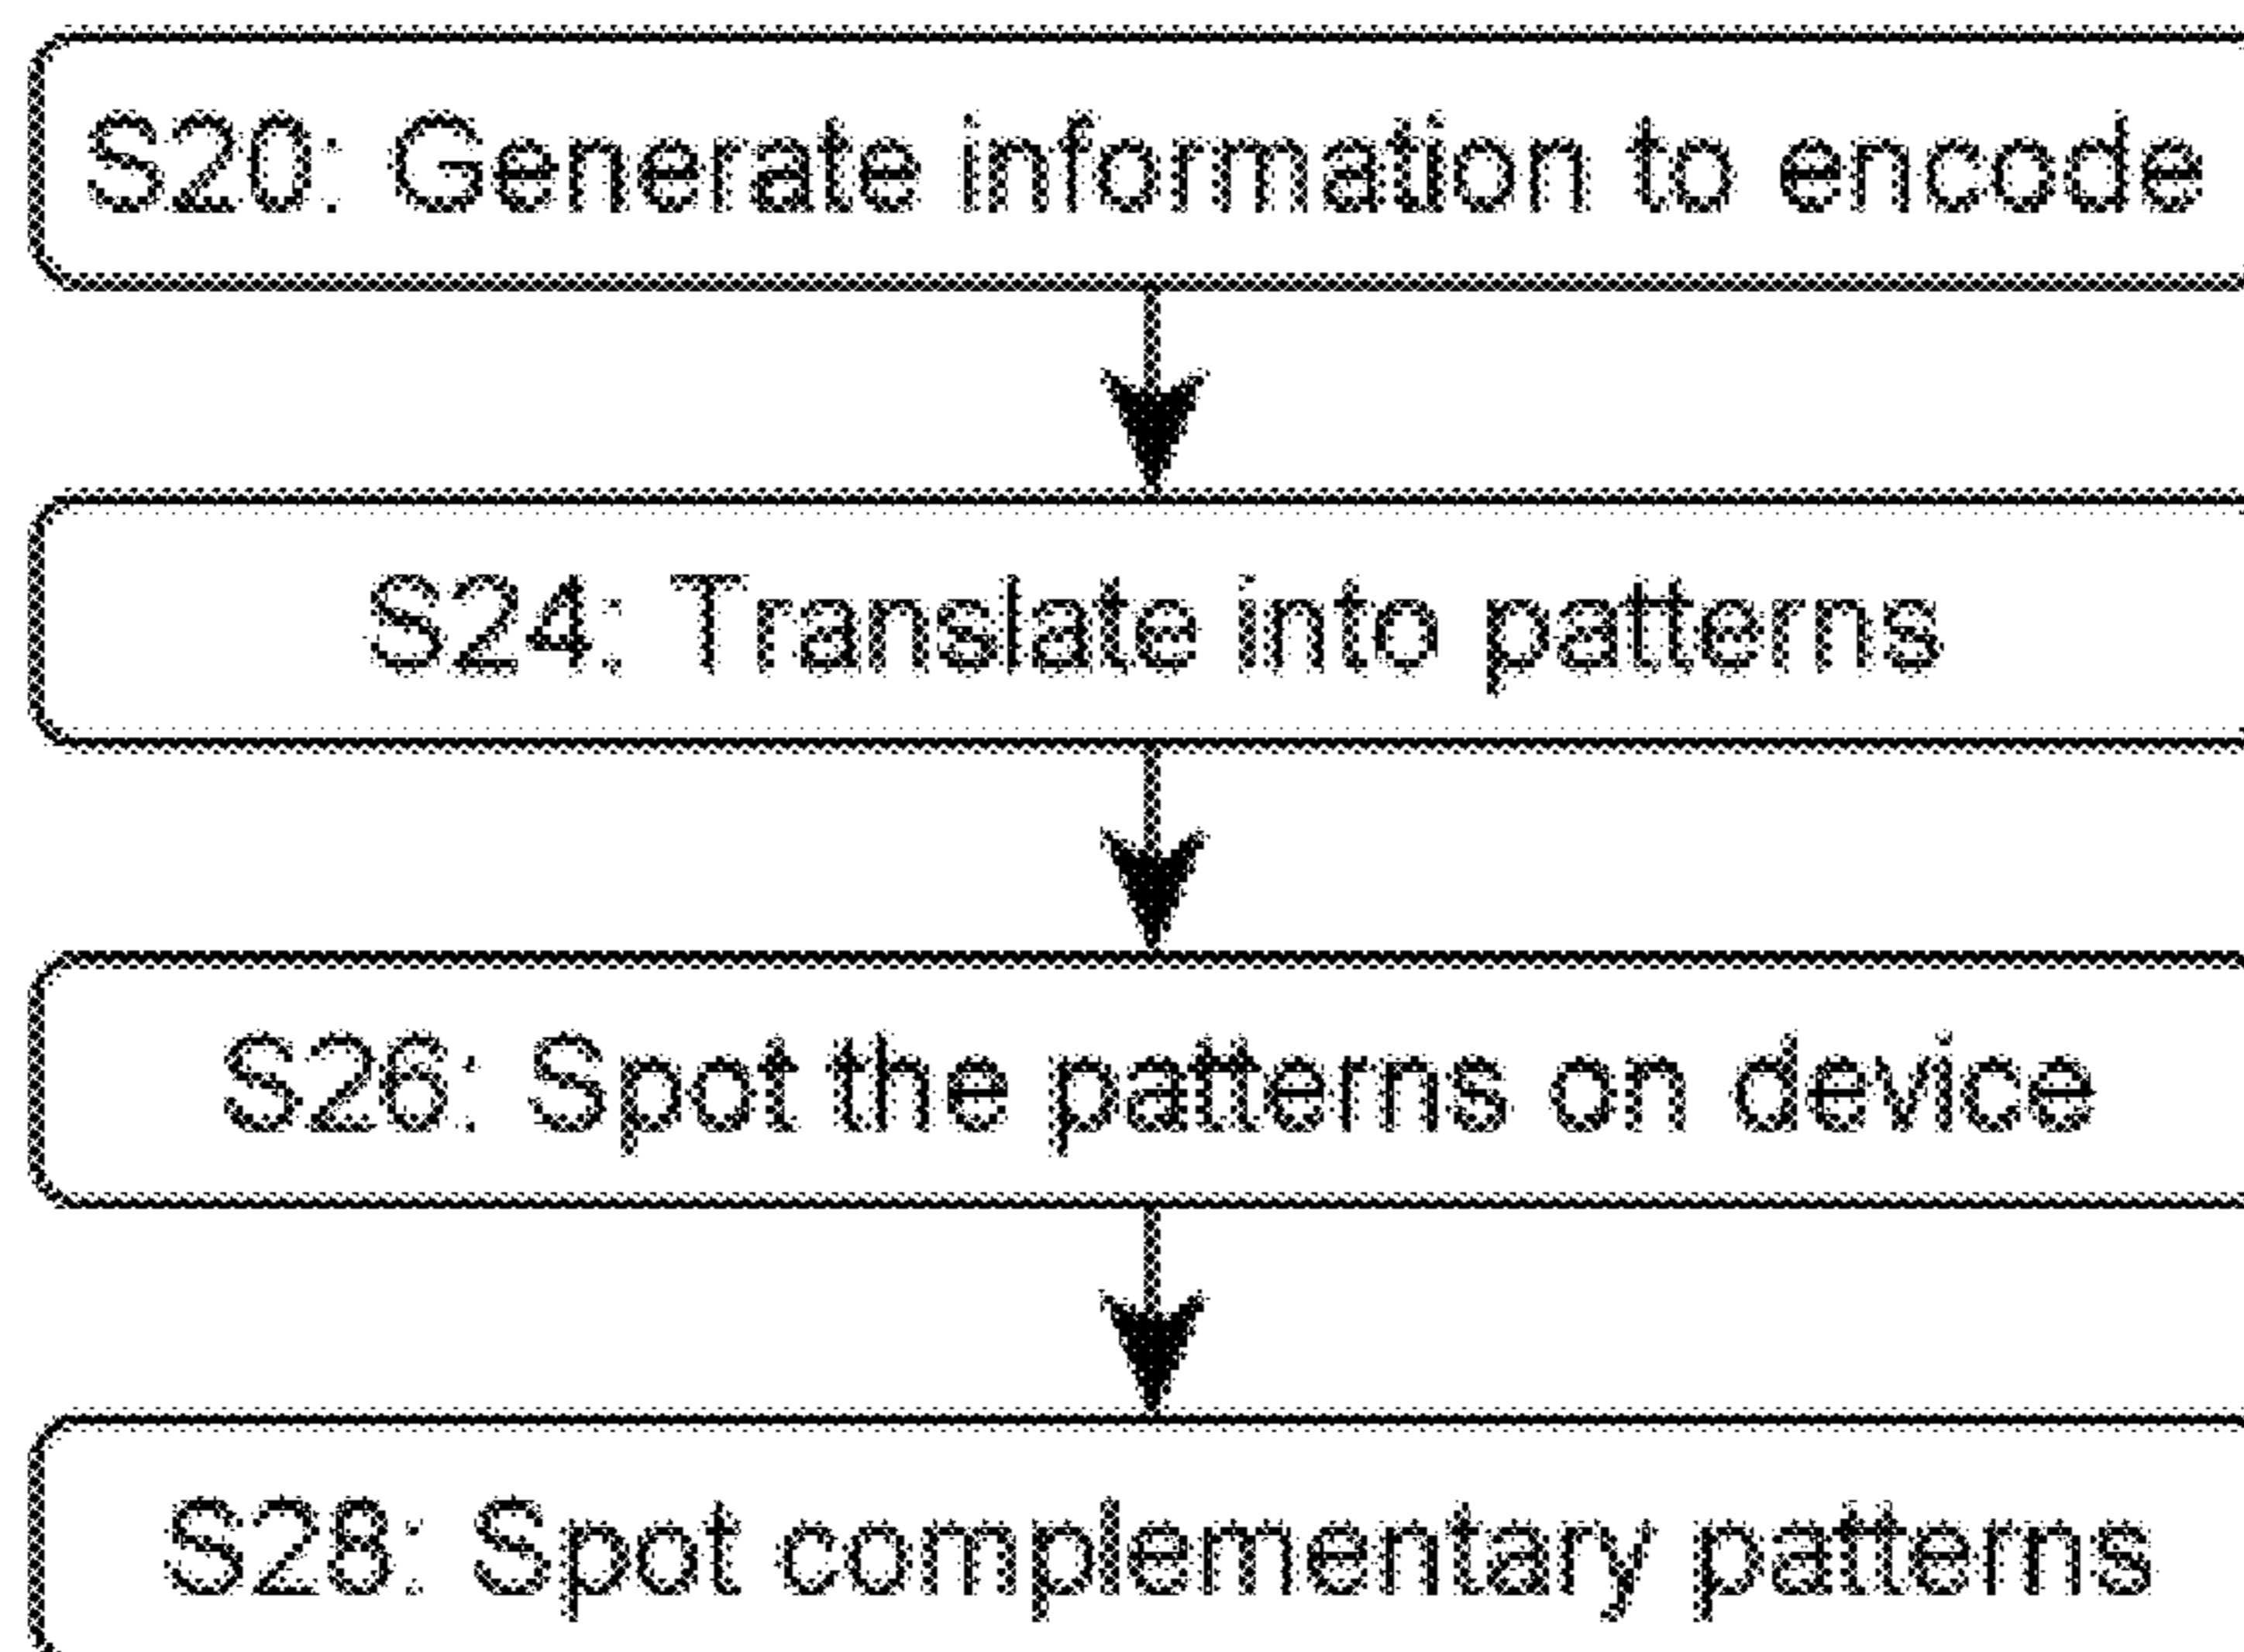 S20: Generate information to encode
S24: Translate into patterns
S26: Spot the patterns on device
S28: Spot complementary patterns